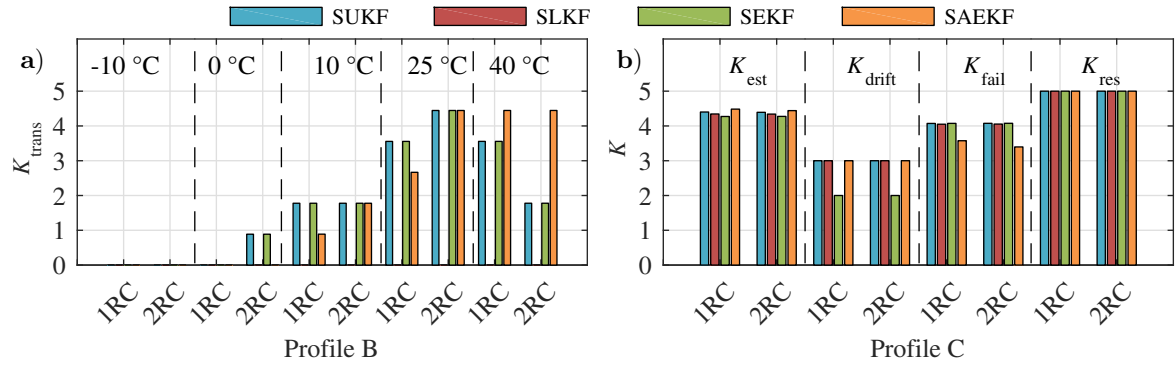 SUKF SLKF SEKF SAEKF
a)
-10 °C 0 °C 10 °C 25 °C 40 °C
K_trans
5
4
3
2
1
0
1RC 2RC 1RC 2RC 1RC 2RC 1RC 2RC 1RC 2RC
Profile B
b)
K_est K_drift K_fail K_res
K
5
4
3
2
1
0
1RC 2RC 1RC 2RC 1RC 2RC 1RC 2RC
Profile C